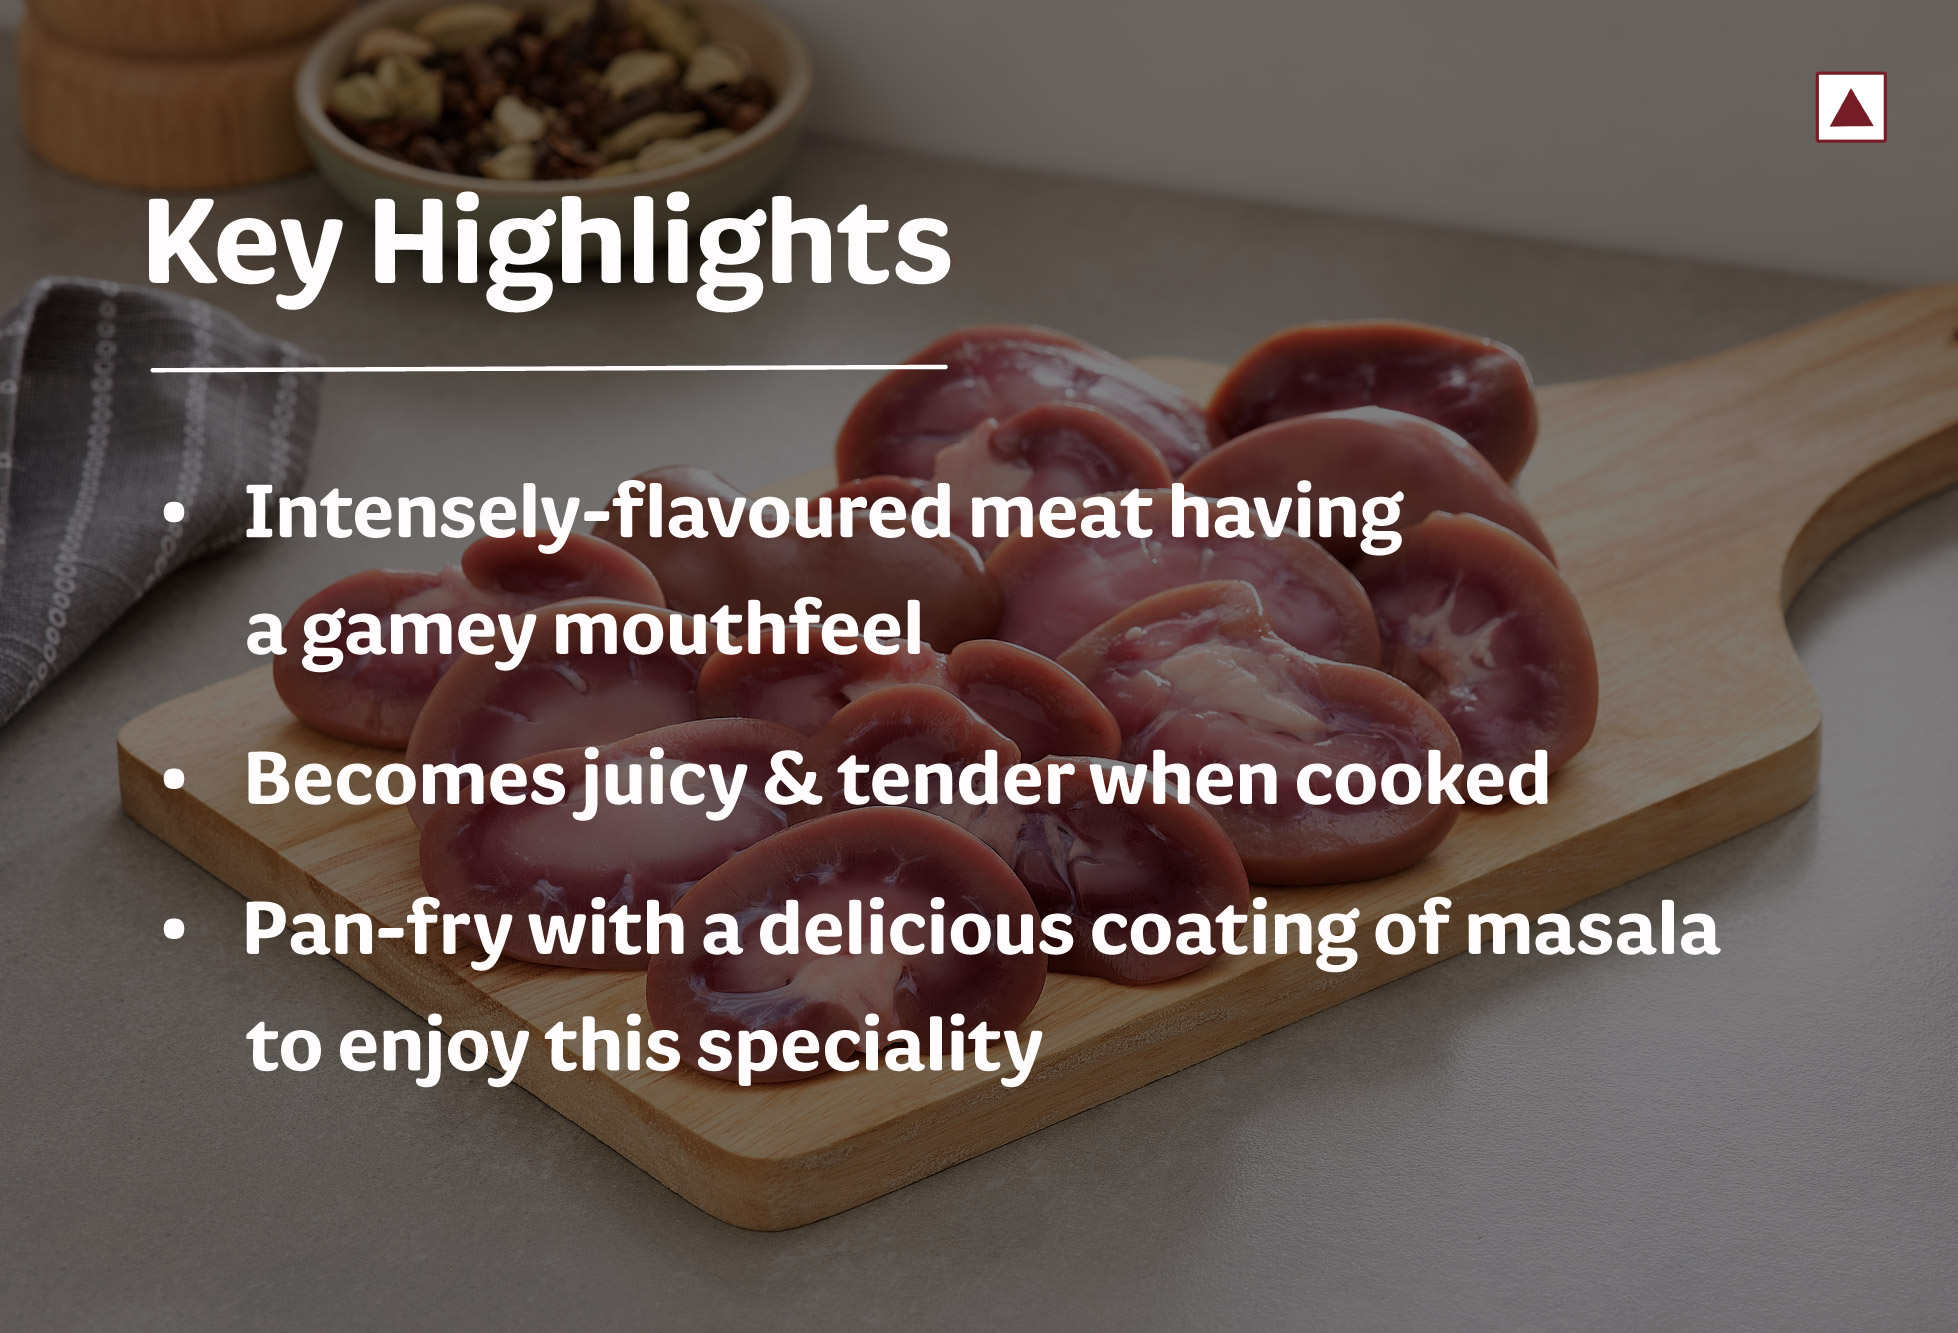 Key Highlights
• Intensely-flavoured meat having
a gamey mouthfeel
• Becomes juicy & tender when cooked
• Pan-fry with a delicious coating of masala
to enjoy this speciality